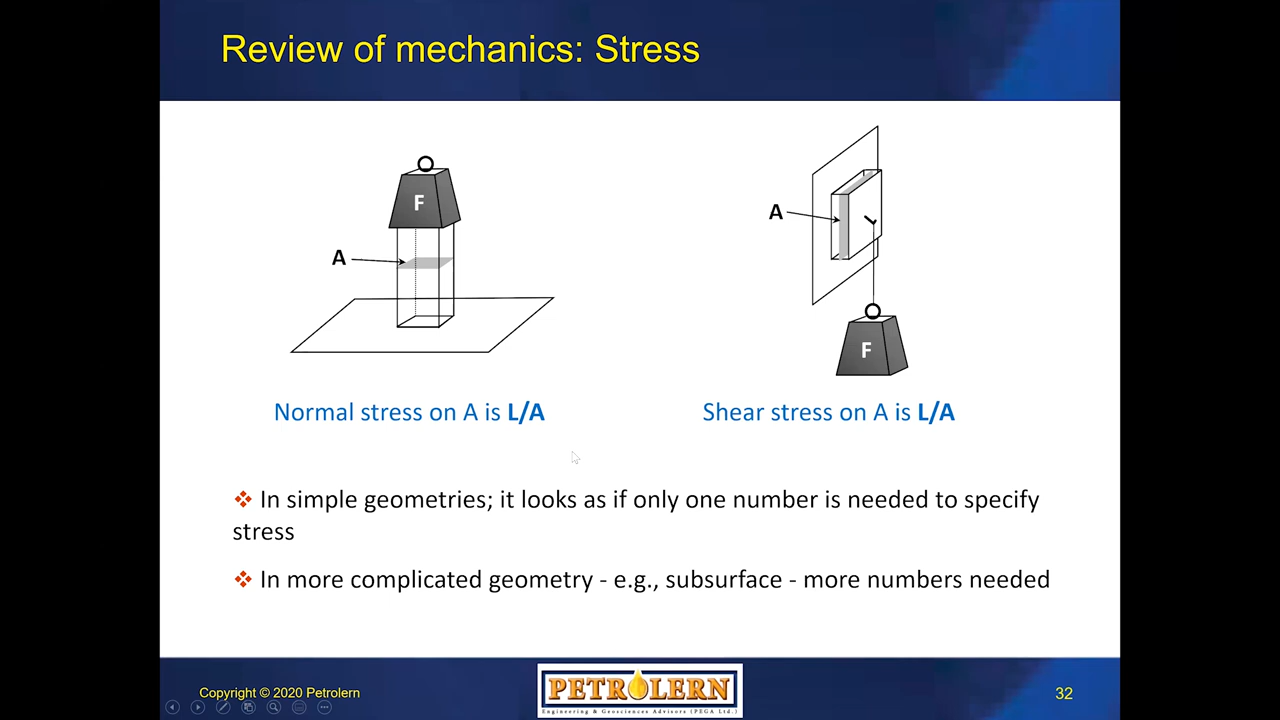 Review of mechanics: Stress
F
A
A
F
Normal stress on A is L/A
Shear stress on A is L/A
❖ In simple geometries; it looks as if only one number is needed to specify
stress
❖ In more complicated geometry - e.g., subsurface - more numbers needed
Copyright © 2020 Petrolern
PETROLERN
Engineering & Geosciences Advisors (PEGA Ltd.)
32